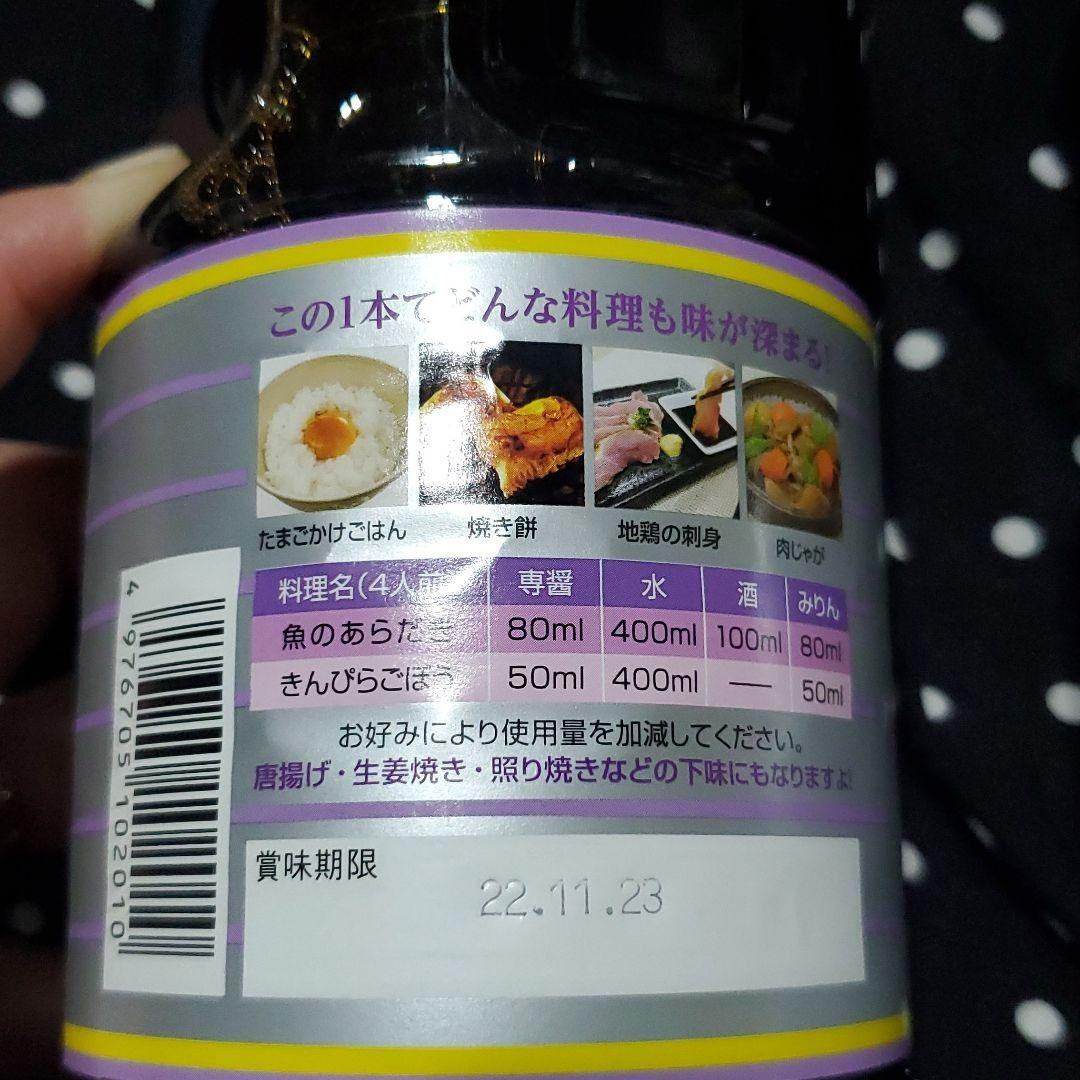 この1本でどんな料理も味が深まる!
たまごかけごはん 焼き餅 地鶏の刺身 肉じゃが
料理名(4人前) 専醤 水 酒 みりん
魚のあらだき 80ml 400ml 100ml 80ml
きんぴらごぼう 50ml 400ml — 50ml
お好みにより使用量を加減してください。
唐揚げ・生姜焼き・照り焼きなどの下味にもなりますよ!
賞味期限
22.11.23
4 976705 102010